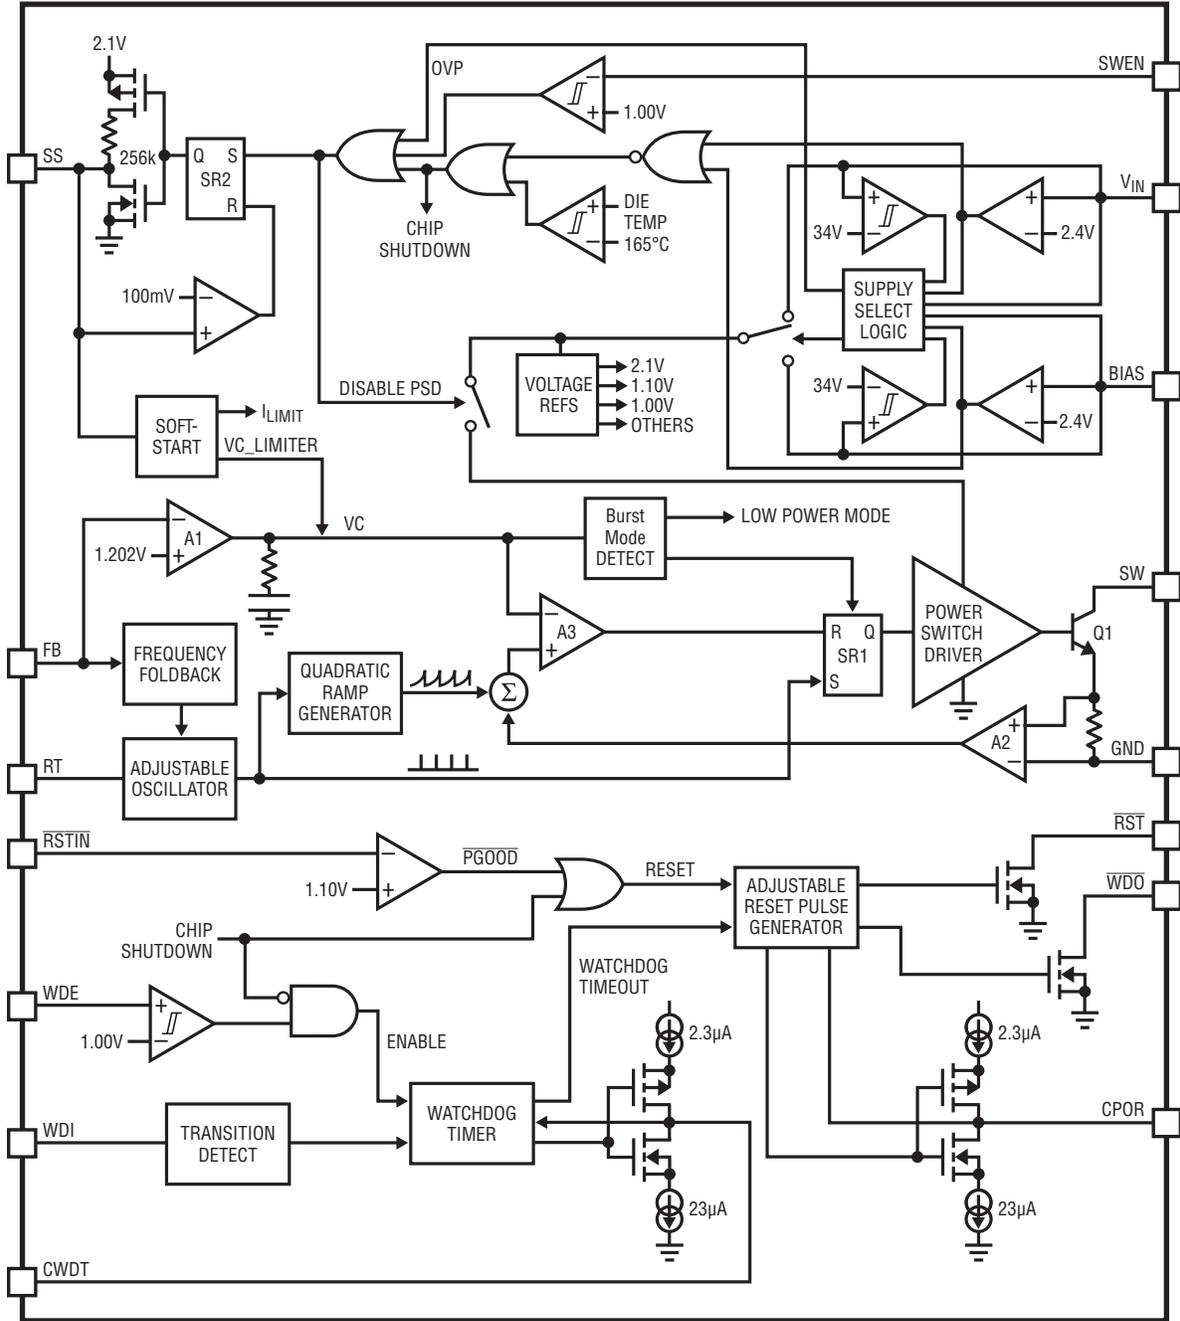 2.1V
OVP
SWEN
− + 1.00V
SS
256k
Q S
SR2
R
CHIP
SHUTDOWN
+ DIE
TEMP
− 165°C
VIN
+
34V −
+
− 2.4V
100mV −
+
SUPPLY
SELECT
LOGIC
DISABLE PSD
VOLTAGE
REFS
2.1V
1.10V
1.00V
OTHERS
34V −
+
+
− 2.4V
BIAS
SOFT-
START
ILIMIT
VC_LIMITER
− A1
1.202V +
VC
Burst
Mode
DETECT
LOW POWER MODE
SW
− A3
+
R Q
SR1
S
POWER
SWITCH
DRIVER
Q1
FB
FREQUENCY
FOLDBACK
QUADRATIC
RAMP
GENERATOR
Σ
A2 +
−
GND
RT
ADJUSTABLE
OSCILLATOR
RSTIN
−
1.10V +
PGOOD
RESET
ADJUSTABLE
RESET PULSE
GENERATOR
RST
WDO
CHIP
SHUTDOWN
WATCHDOG
TIMEOUT
WDE
+
1.00V −
ENABLE
2.3µA
2.3µA
WDI
TRANSITION
DETECT
WATCHDOG
TIMER
CPOR
23µA
23µA
CWDT